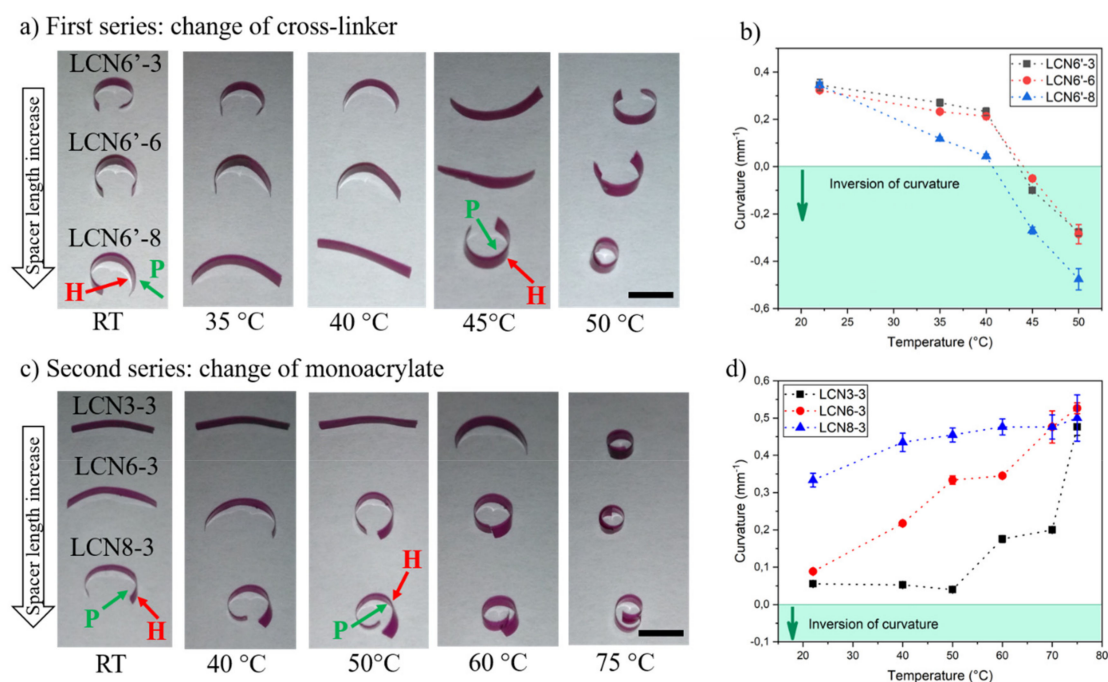 a) First series: change of cross-linker
Spacer length increase
LCN6'-3
LCN6'-6
LCN6'-8
H
P
P
H
RT
35 °C
40 °C
45°C
50 °C
b)
Curvature (mm⁻¹)
0,4
0,2
0,0
-0,2
-0,4
-0,6
LCN6'-3
LCN6'-6
LCN6'-8
Inversion of curvature
20 25 30 35 40 45 50
Temperature (°C)
c) Second series: change of monoacrylate
Spacer length increase
LCN3-3
LCN6-3
LCN8-3
P
H
H
P
RT
40 °C
50°C
60 °C
75 °C
d)
Curvature (mm⁻¹)
0,6
0,5
0,4
0,3
0,2
0,1
0,0
-0,1
LCN3-3
LCN6-3
LCN8-3
Inversion of curvature
20 30 40 50 60 70 80
Temperature (°C)